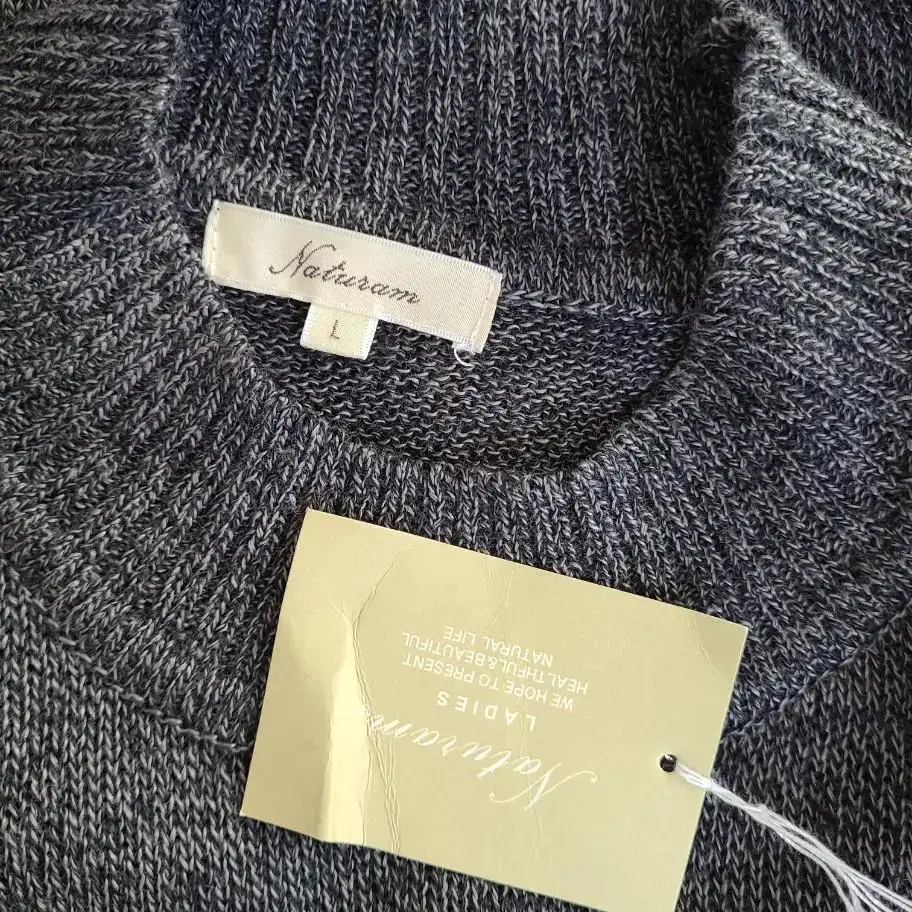 Naturam
L
Naturam
LADIES
WE HOPE TO PRESENT
HEALTHFUL&BEAUTIFUL
NATURAL LIFE